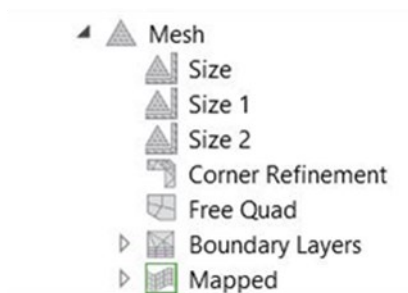 Mesh
Size
Size 1
Size 2
Corner Refinement
Free Quad
Boundary Layers
Mapped